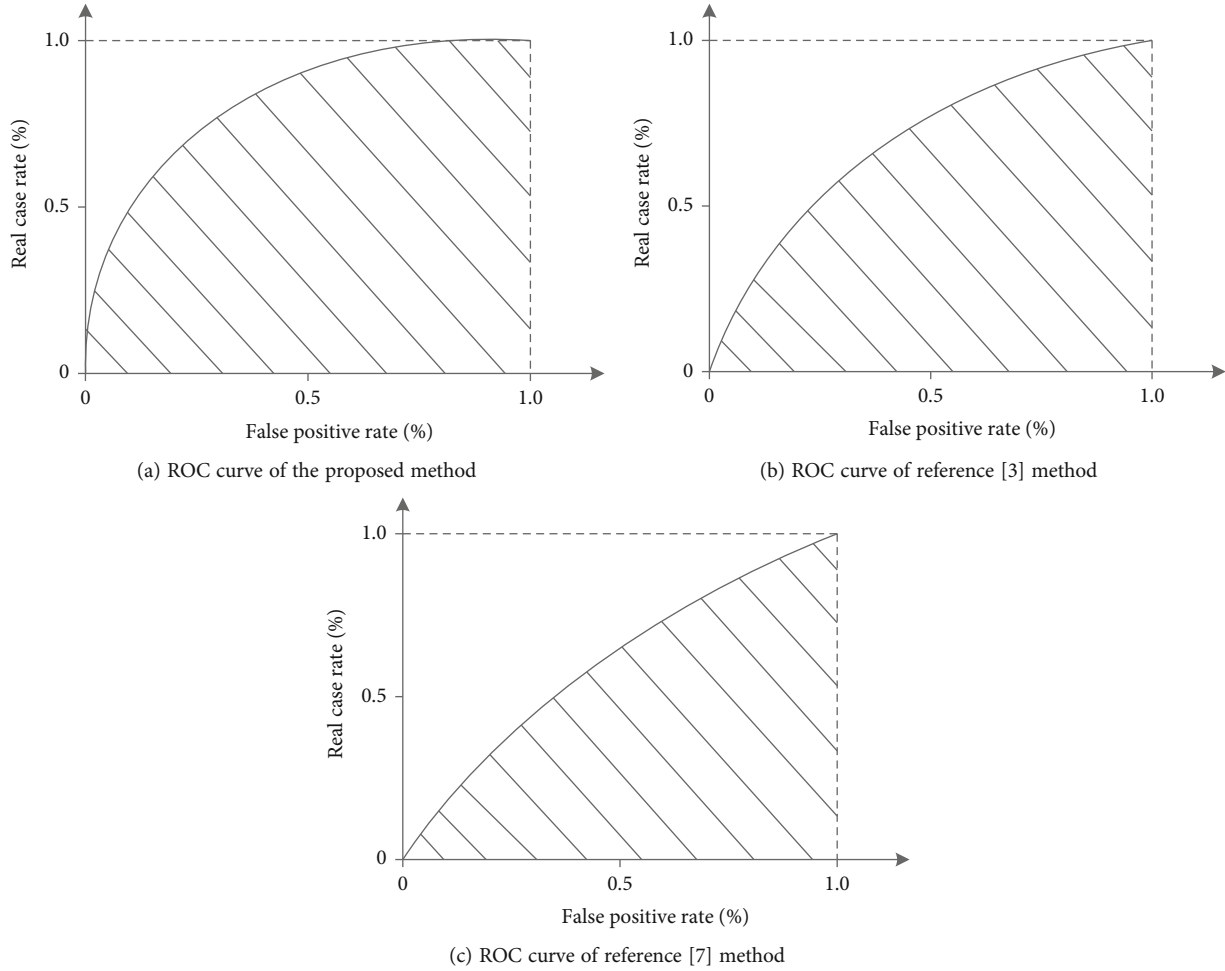 1.0
0.5
0
Real case rate (%)
0
0.5
1.0
False positive rate (%)
(a) ROC curve of the proposed method
1.0
0.5
0
Real case rate (%)
0
0.5
1.0
False positive rate (%)
(b) ROC curve of reference [3] method
1.0
0.5
0
Real case rate (%)
0
0.5
1.0
False positive rate (%)
(c) ROC curve of reference [7] method